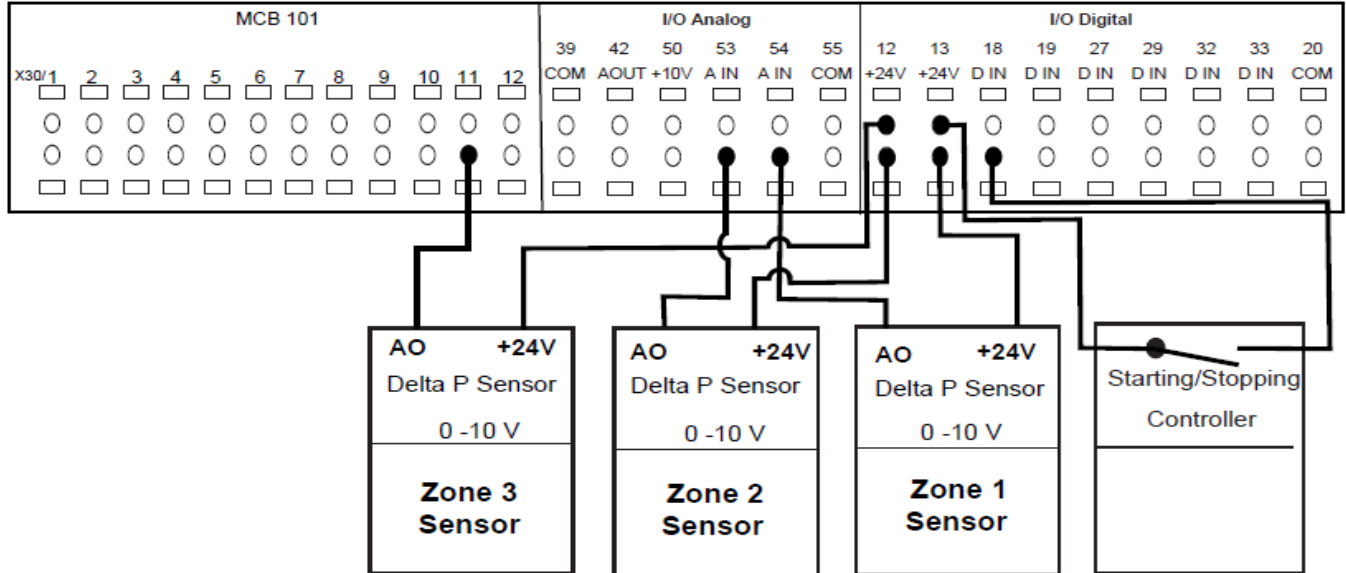 MCB 101 I/O Analog I/O Digital
39 42 50 53 54 55 12 13 18 19 27 29 32 33 20
X30/1 2 3 4 5 6 7 8 9 10 11 12 COM AOUT +10V A IN A IN COM +24V +24V D IN D IN D IN D IN D IN D IN COM
AO +24V
Delta P Sensor
0 -10 V
Zone 3
Sensor
AO +24V
Delta P Sensor
0 -10 V
Zone 2
Sensor
AO +24V
Delta P Sensor
0 -10 V
Zone 1
Sensor
Starting/Stopping
Controller